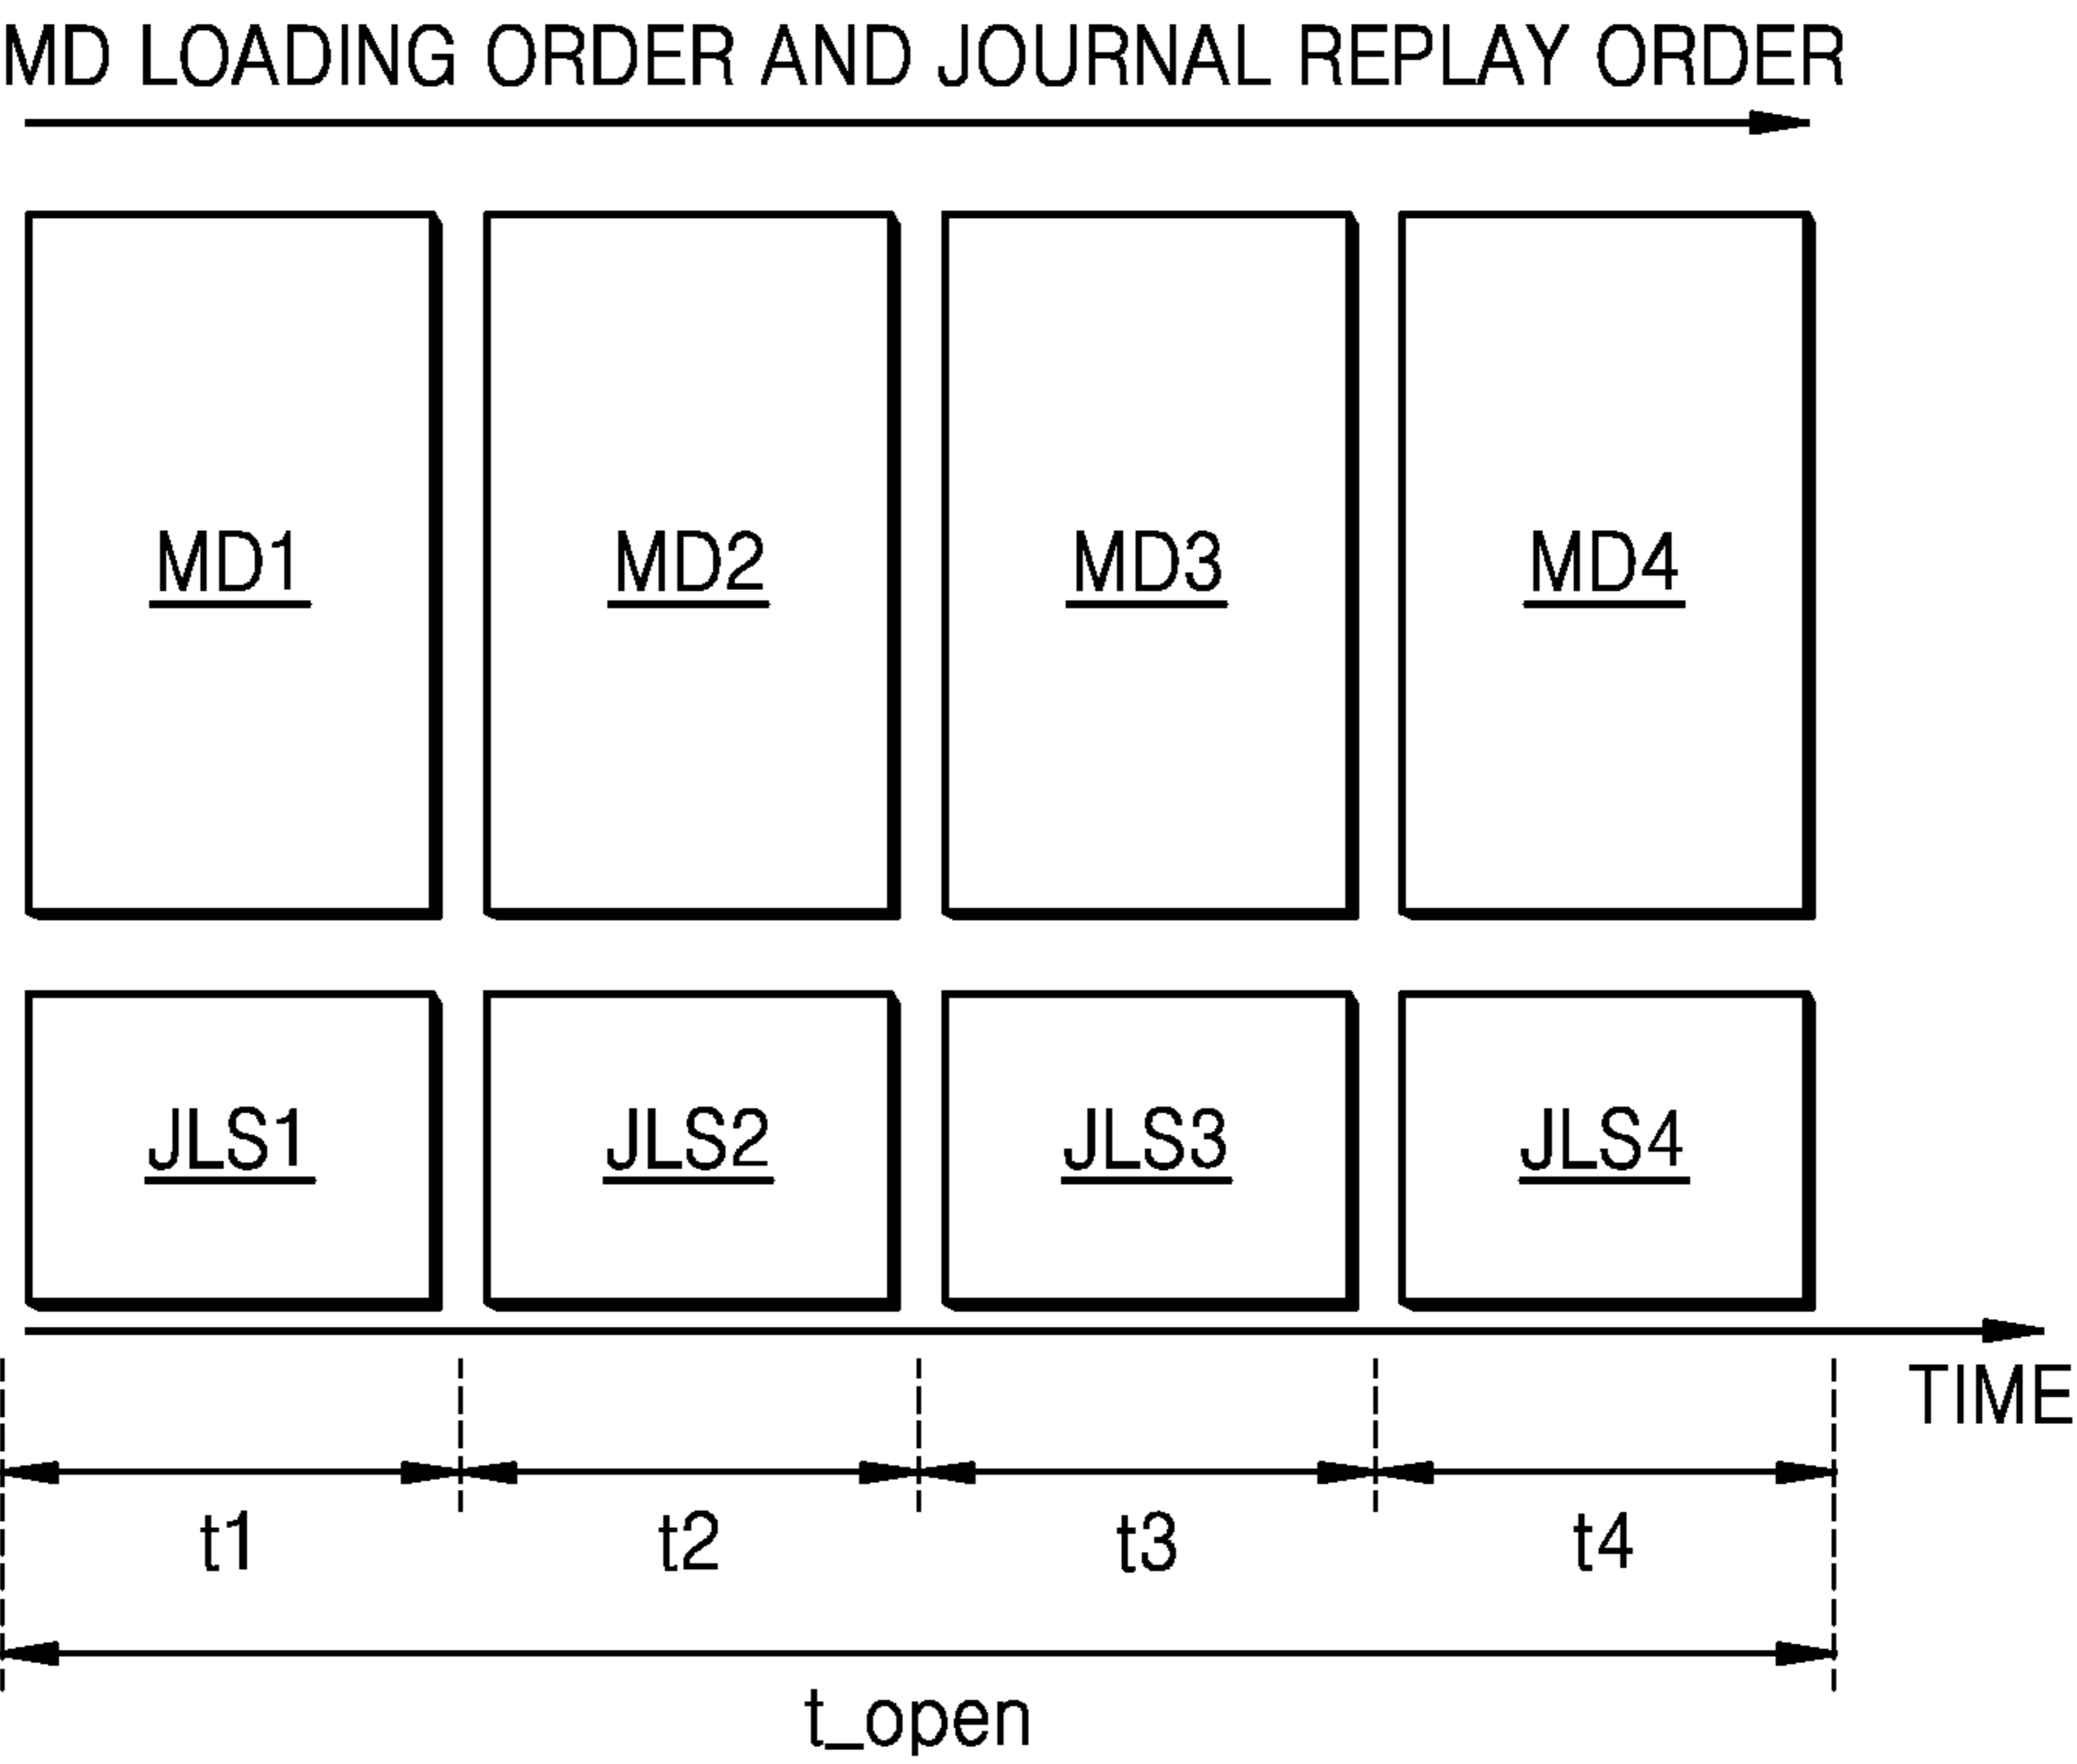 MD LOADING ORDER AND JOURNAL REPLAY ORDER
MD1 MD2 MD3 MD4
JLS1 JLS2 JLS3 JLS4
TIME
t1 t2 t3 t4
t_open